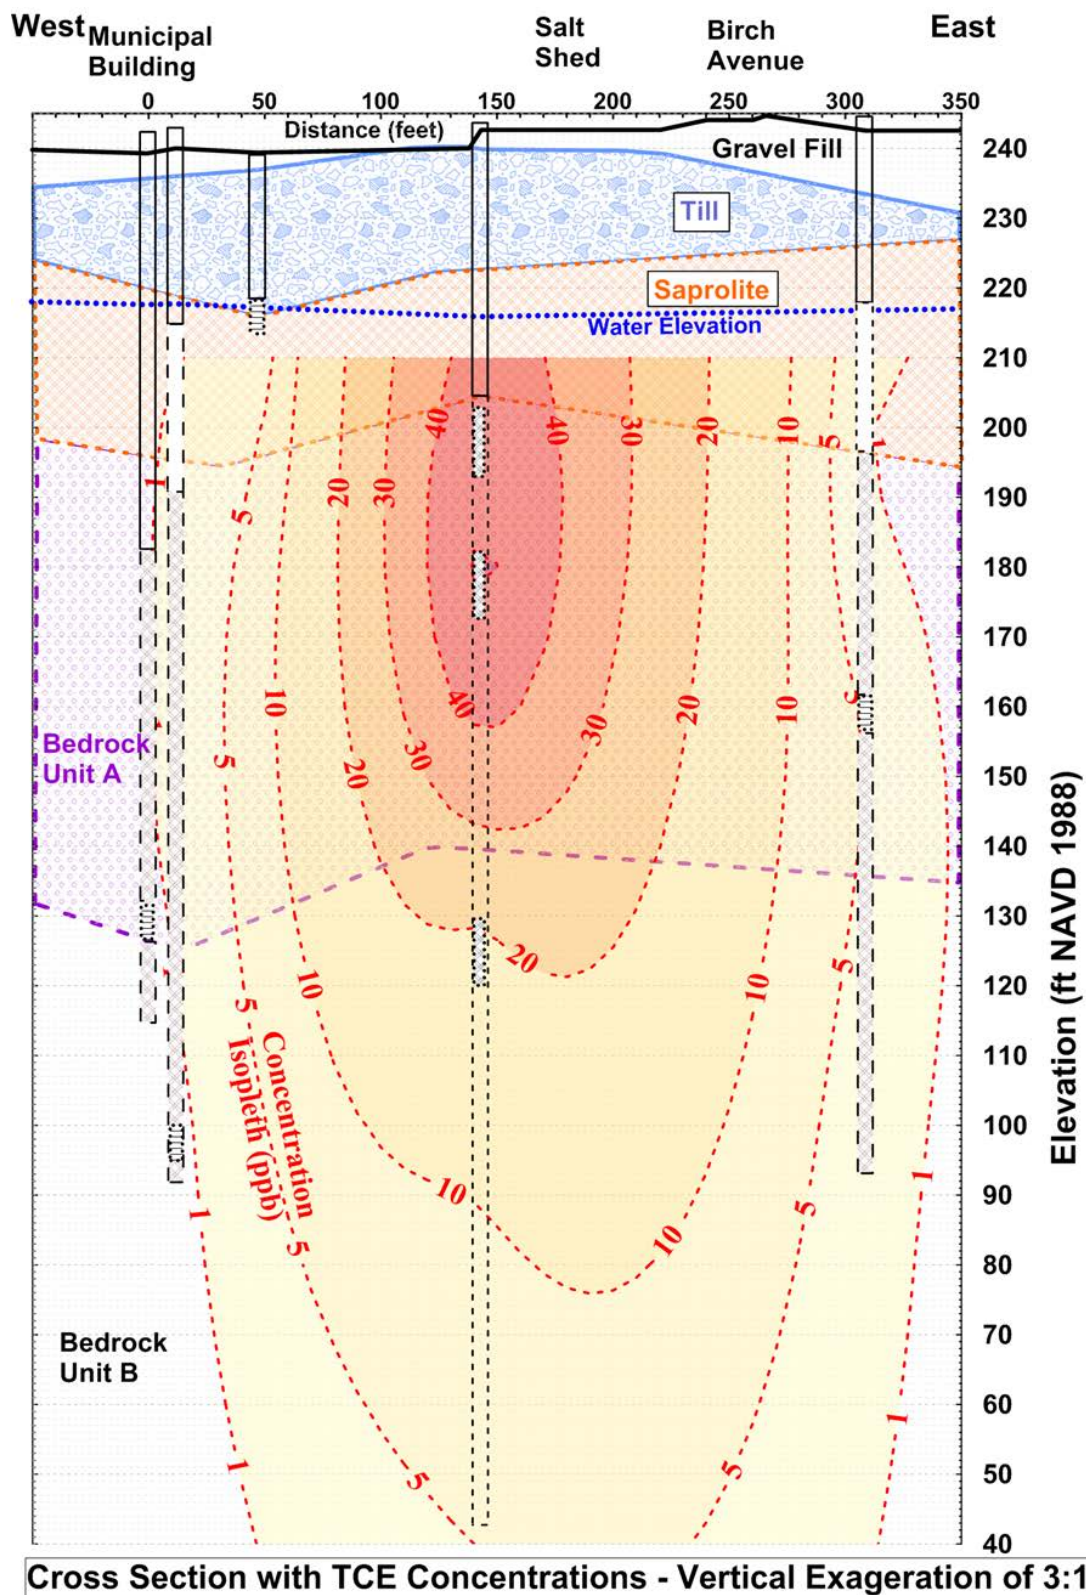 West
Municipal
Building
Salt
Shed
Birch
Avenue
East
0 50 100 150 200 250 300 350
Distance (feet)
Gravel Fill
Till
Saprolite
Water Elevation
240
230
220
210
200
190
180
170
160
150
140
130
120
110
100
90
80
70
60
50
40
Elevation (ft NAVD 1988)
40 40 30 20 10 5 1
1 5 20 30
40 20 10 5
10
5 20 30 30
20
10 10 5
5
Concentration
Isopleth (ppb)
10 10
1 5 5 1
1 5 5 1
Bedrock
Unit A
Bedrock
Unit B
Cross Section with TCE Concentrations - Vertical Exageration of 3:1